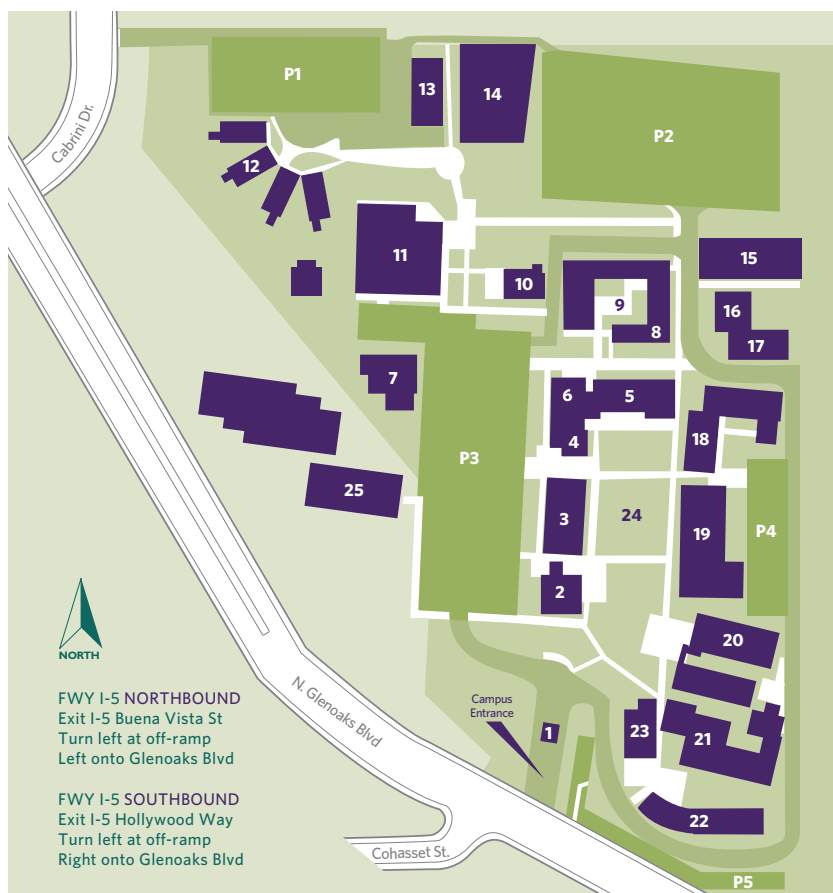 P1
13
14
P2
Cabrini Dr.
12
11
10
9
8
15
16
17
7
6
5
4
18
P3
25
3
24
19
P4
2
20
NORTH
N. Glenoaks Blvd
Campus
Entrance
1
23
21
22
P5
FWY I-5 NORTHBOUND
Exit I-5 Buena Vista St
Turn left at off-ramp
Left onto Glenoaks Blvd
FWY I-5 SOUTHBOUND
Exit I-5 Hollywood Way
Turn left at off-ramp
Right onto Glenoaks Blvd
Cohasset St.